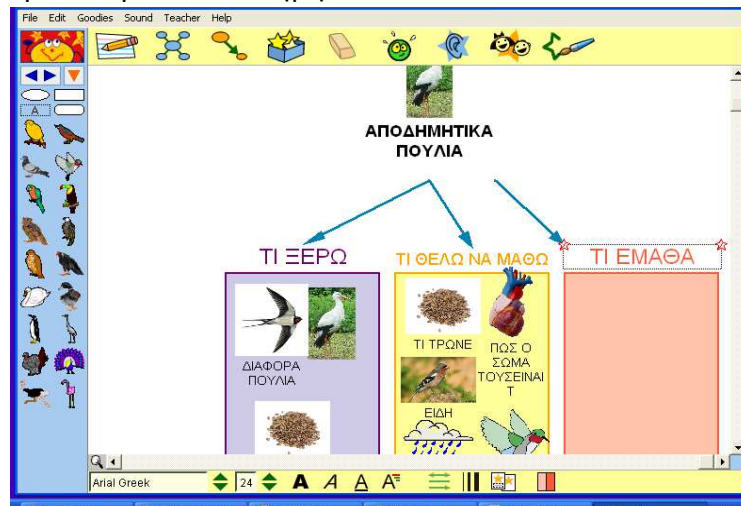 File Edit Goodies Sound Teacher Help
ΑΠΟΔΗΜΗΤΙΚΑ
ΠΟΥΛΙΑ
ΤΙ ΞΕΡΩ
ΤΙ ΘΕΛΩ ΝΑ ΜΑΘΩ
ΤΙ ΕΜΑΘΑ
ΔΙΑΦΟΡΑ
ΠΟΥΛΙΑ
ΤΙ ΤΡΩΝΕ
ΠΩΣ Ο
ΣΩΜΑ
ΤΟΥΣΕΙΝΑΙ
Τ
ΕΙΔΗ
A
Arial Greek 24 A A A A